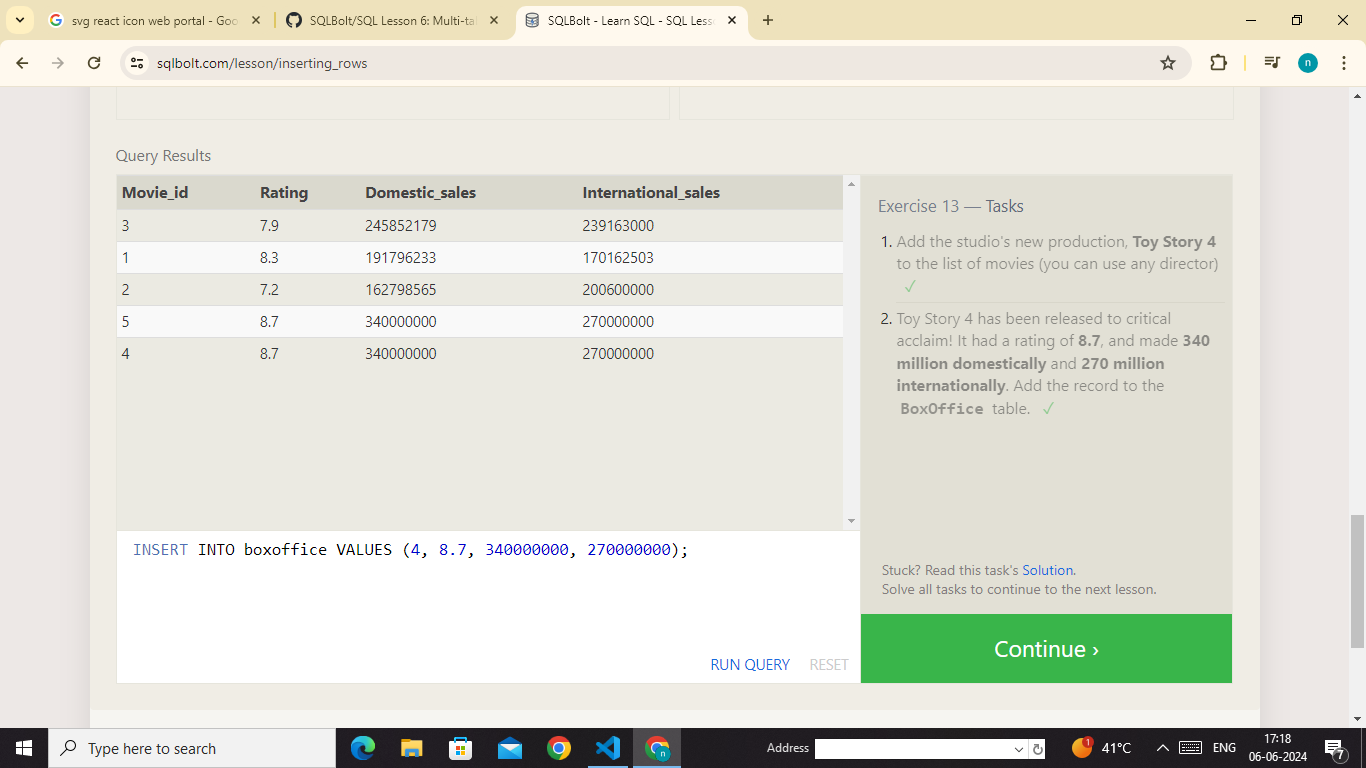 svg react icon web portal - Goo
SQLBolt/SQL Lesson 6: Multi-ta
SQLBolt - Learn SQL - SQL Less
sqlbolt.com/lesson/inserting_rows
n
Query Results
Movie_id Rating Domestic_sales International_sales
3 7.9 245852179 239163000
1 8.3 191796233 170162503
2 7.2 162798565 200600000
5 8.7 340000000 270000000
4 8.7 340000000 270000000
Exercise 13 — Tasks
1. Add the studio's new production, Toy Story 4
to the list of movies (you can use any director)
✓
2. Toy Story 4 has been released to critical
acclaim! It had a rating of 8.7, and made 340
million domestically and 270 million
internationally. Add the record to the
BoxOffice table. ✓
INSERT INTO boxoffice VALUES (4, 8.7, 340000000, 270000000);
RUN QUERY RESET
Stuck? Read this task's Solution.
Solve all tasks to continue to the next lesson.
Continue ›
Type here to search
n
Address
1
41°C
ENG
17:18
06-06-2024
7